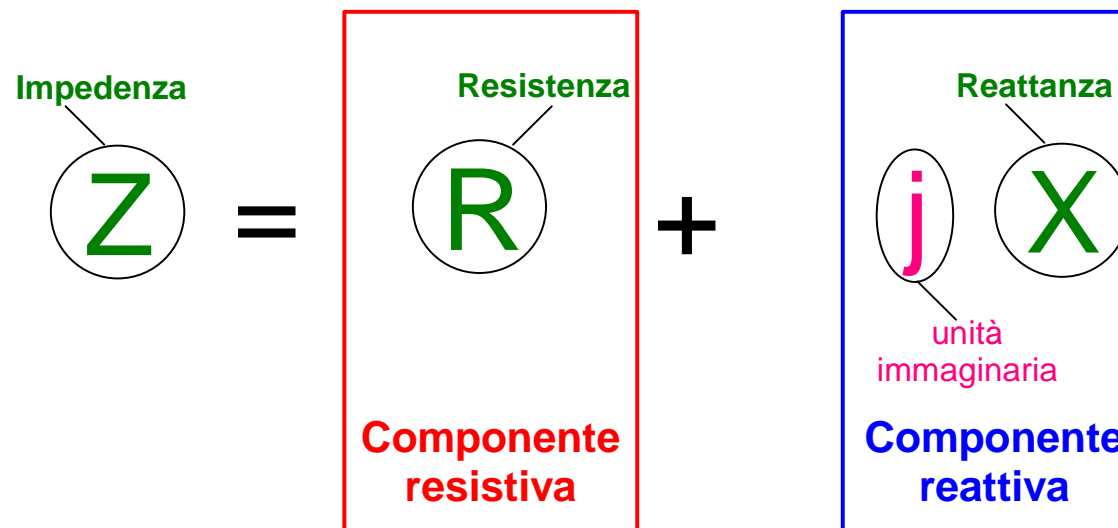 Impedenza Resistenza Reattanza
Z = R + j X
unità
immaginaria
Componente
resistiva
Componente
reattiva